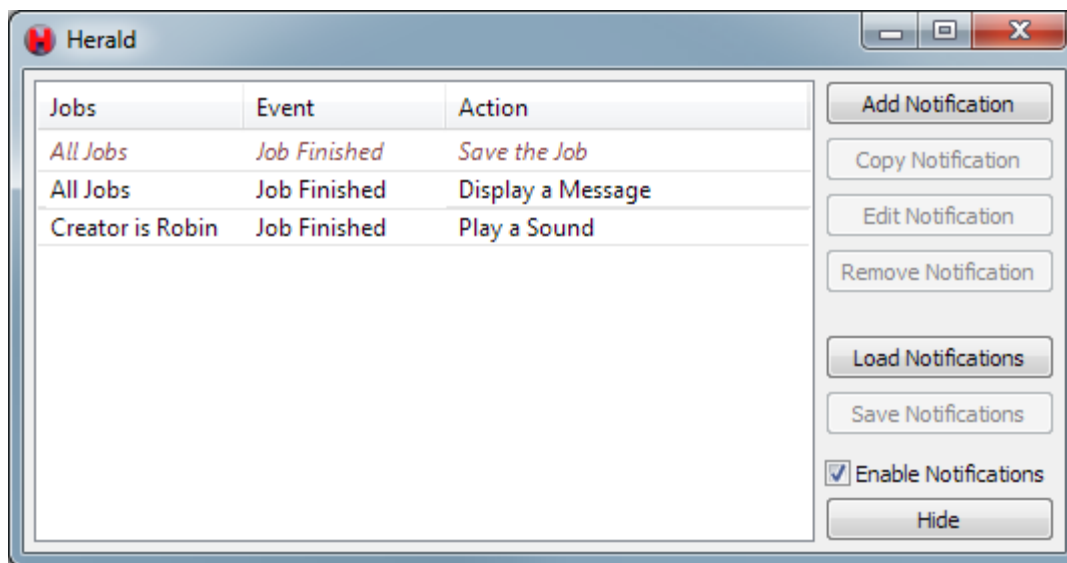 Herald
Jobs Event Action
All Jobs Job Finished Save the Job
All Jobs Job Finished Display a Message
Creator is Robin Job Finished Play a Sound
Add Notification
Copy Notification
Edit Notification
Remove Notification
Load Notifications
Save Notifications
Enable Notifications
Hide